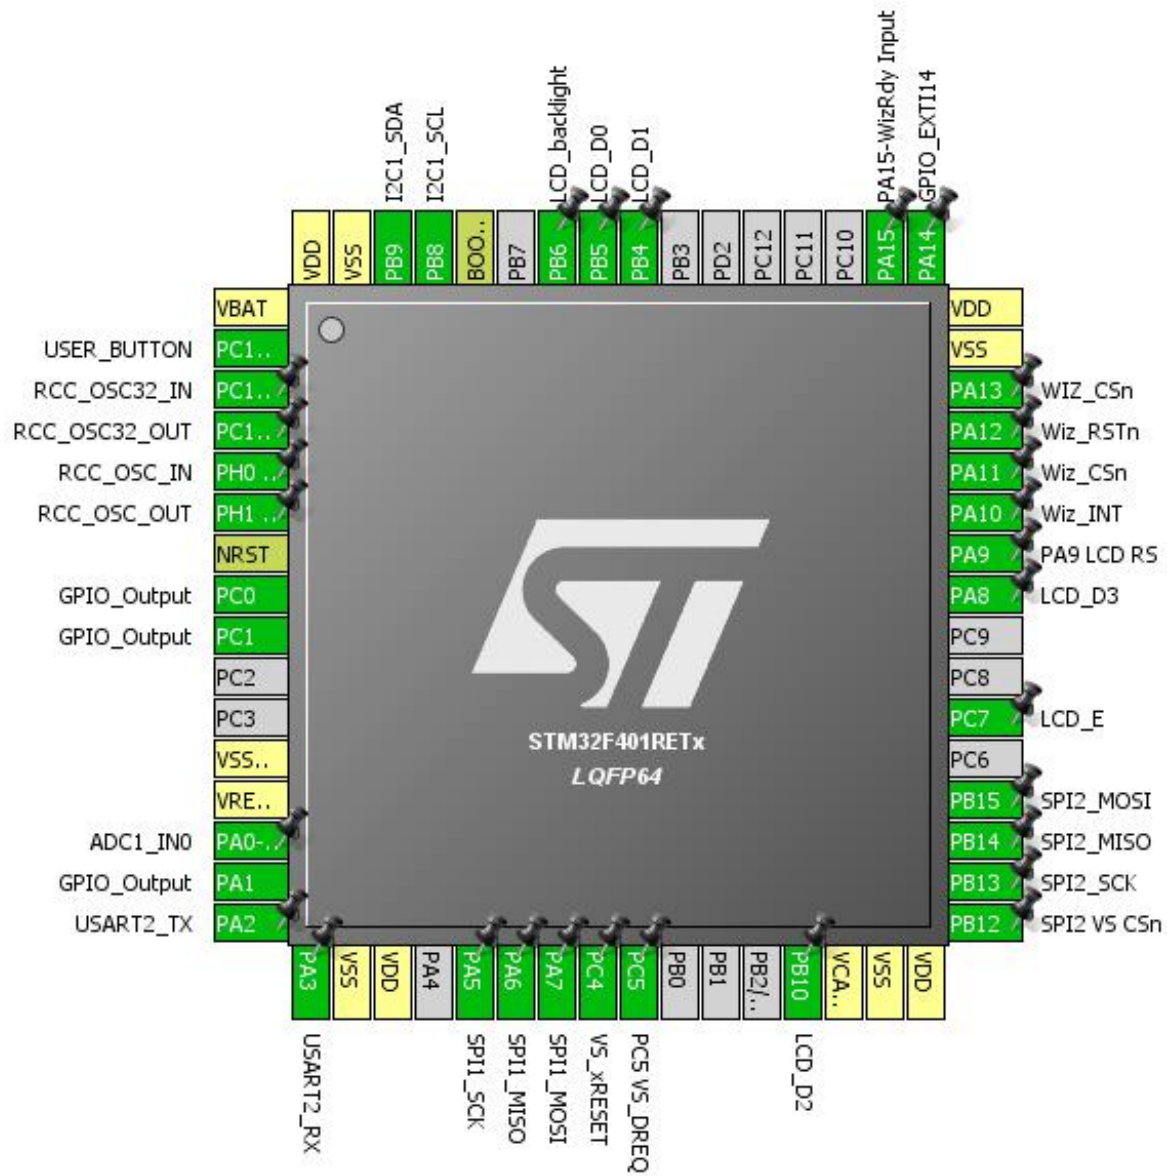 I2C1_SDA
I2C1_SCL
LCD_backlight
LCD_D0
LCD_D1
PA15-WizRdy Input
GPIO_EXTI14
VDD
VSS
PB9
PB8
BOO..
PB7
PB6
PB5
PB4
PB3
PD2
PC12
PC11
PC10
PA15
PA14
VBAT
USER_BUTTON PC1..
RCC_OSC32_IN PC1..
RCC_OSC32_OUT PC1..
RCC_OSC_IN PH0 ..
RCC_OSC_OUT PH1 ..
NRST
GPIO_Output PC0
GPIO_Output PC1
PC2
PC3
VSS..
VRE..
ADC1_IN0 PA0-..
GPIO_Output PA1
USART2_TX PA2
STM32F401RETx
LQFP64
VDD
VSS
PA13 WIZ_CSn
PA12 Wiz_RSTn
PA11 Wiz_CSn
PA10 Wiz_INT
PA9 PA9 LCD RS
PA8 LCD_D3
PC9
PC8
PC7 LCD_E
PC6
PB15 SPI2_MOSI
PB14 SPI2_MISO
PB13 SPI2_SCK
PB12 SPI2 VS CSn
PA3
VSS
VDD
PA4
PA5
PA6
PA7
PC4
PC5
PB0
PB1
PB2/..
PB10
VCA..
VSS
VDD
USART2_RX
SPI1_SCK
SPI1_MISO
SPI1_MOSI
VS_xRESET
PC5 VS_DREQ
LCD_D2